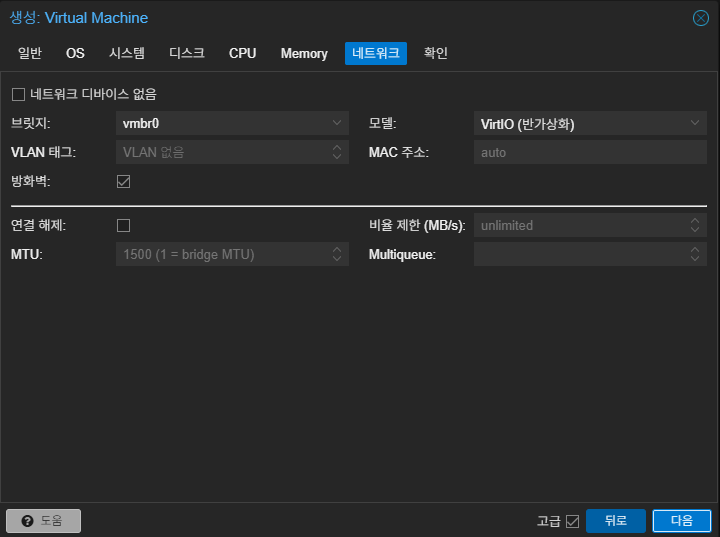 생성: Virtual Machine
일반 OS 시스템 디스크 CPU Memory 네트워크 확인
네트워크 디바이스 없음
브릿지: vmbr0 모델: VirtIO (반가상화)
VLAN 태그: VLAN 없음 MAC 주소: auto
방화벽:
연결 해제: 비율 제한 (MB/s): unlimited
MTU: 1500 (1 = bridge MTU) Multiqueue:
도움 고급 뒤로 다음